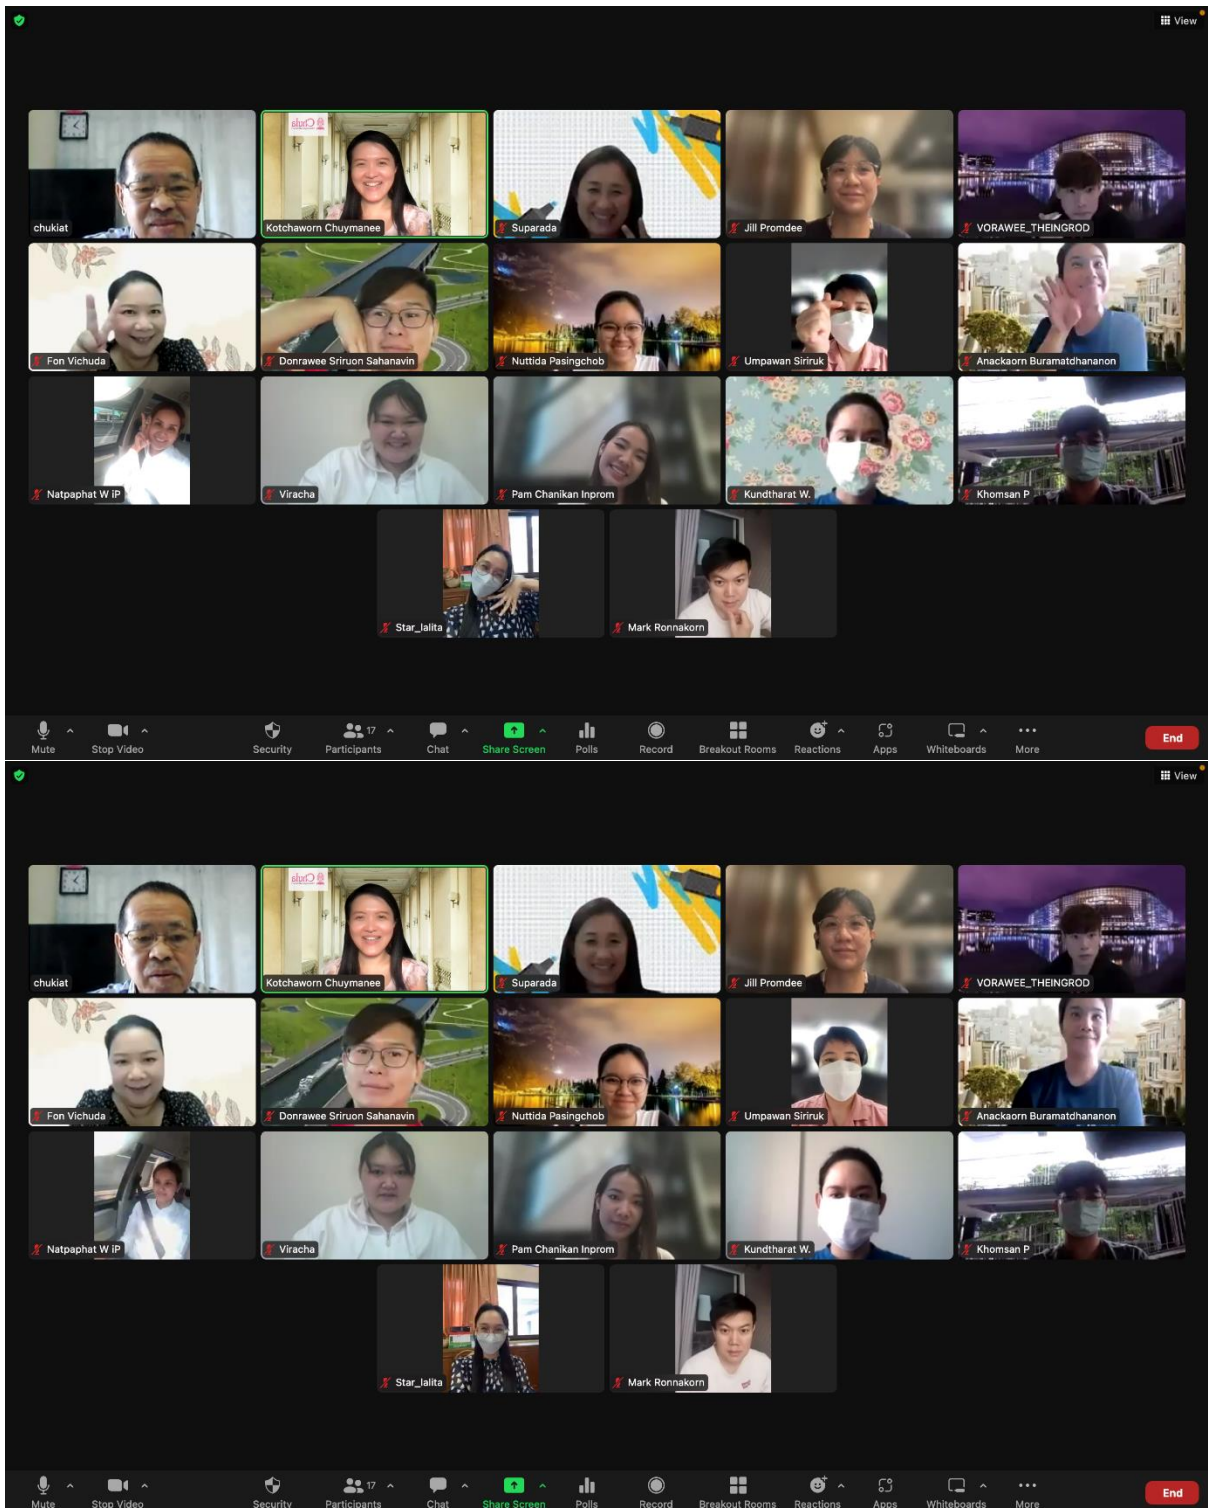 View
chukiat
Kotchaworn Chuymanee
Suparada
Jill Promdee
VORAWEE_THEINGROD
Fon Vichuda
Donrawee Sriruon Sahanavin
Nuttida Pasingchob
Umpawan Siriruk
Anackaorn Buramatdhananon
Natpaphat W iP
Viracha
Pam Chanikan Inprom
Kundtharat W.
Khomsan P
Star_lalita
Mark Ronnakorn
17
Mute
Stop Video
Security
Participants
Chat
Share Screen
Polls
Record
Breakout Rooms
Reactions
Apps
Whiteboards
More
End
View
chukiat
Kotchaworn Chuymanee
Suparada
Jill Promdee
VORAWEE_THEINGROD
Fon Vichuda
Donrawee Sriruon Sahanavin
Nuttida Pasingchob
Umpawan Siriruk
Anackaorn Buramatdhananon
Natpaphat W iP
Viracha
Pam Chanikan Inprom
Kundtharat W.
Khomsan P
Star_lalita
Mark Ronnakorn
17
Mute
Stop Video
Security
Participants
Chat
Share Screen
Polls
Record
Breakout Rooms
Reactions
Apps
Whiteboards
More
End